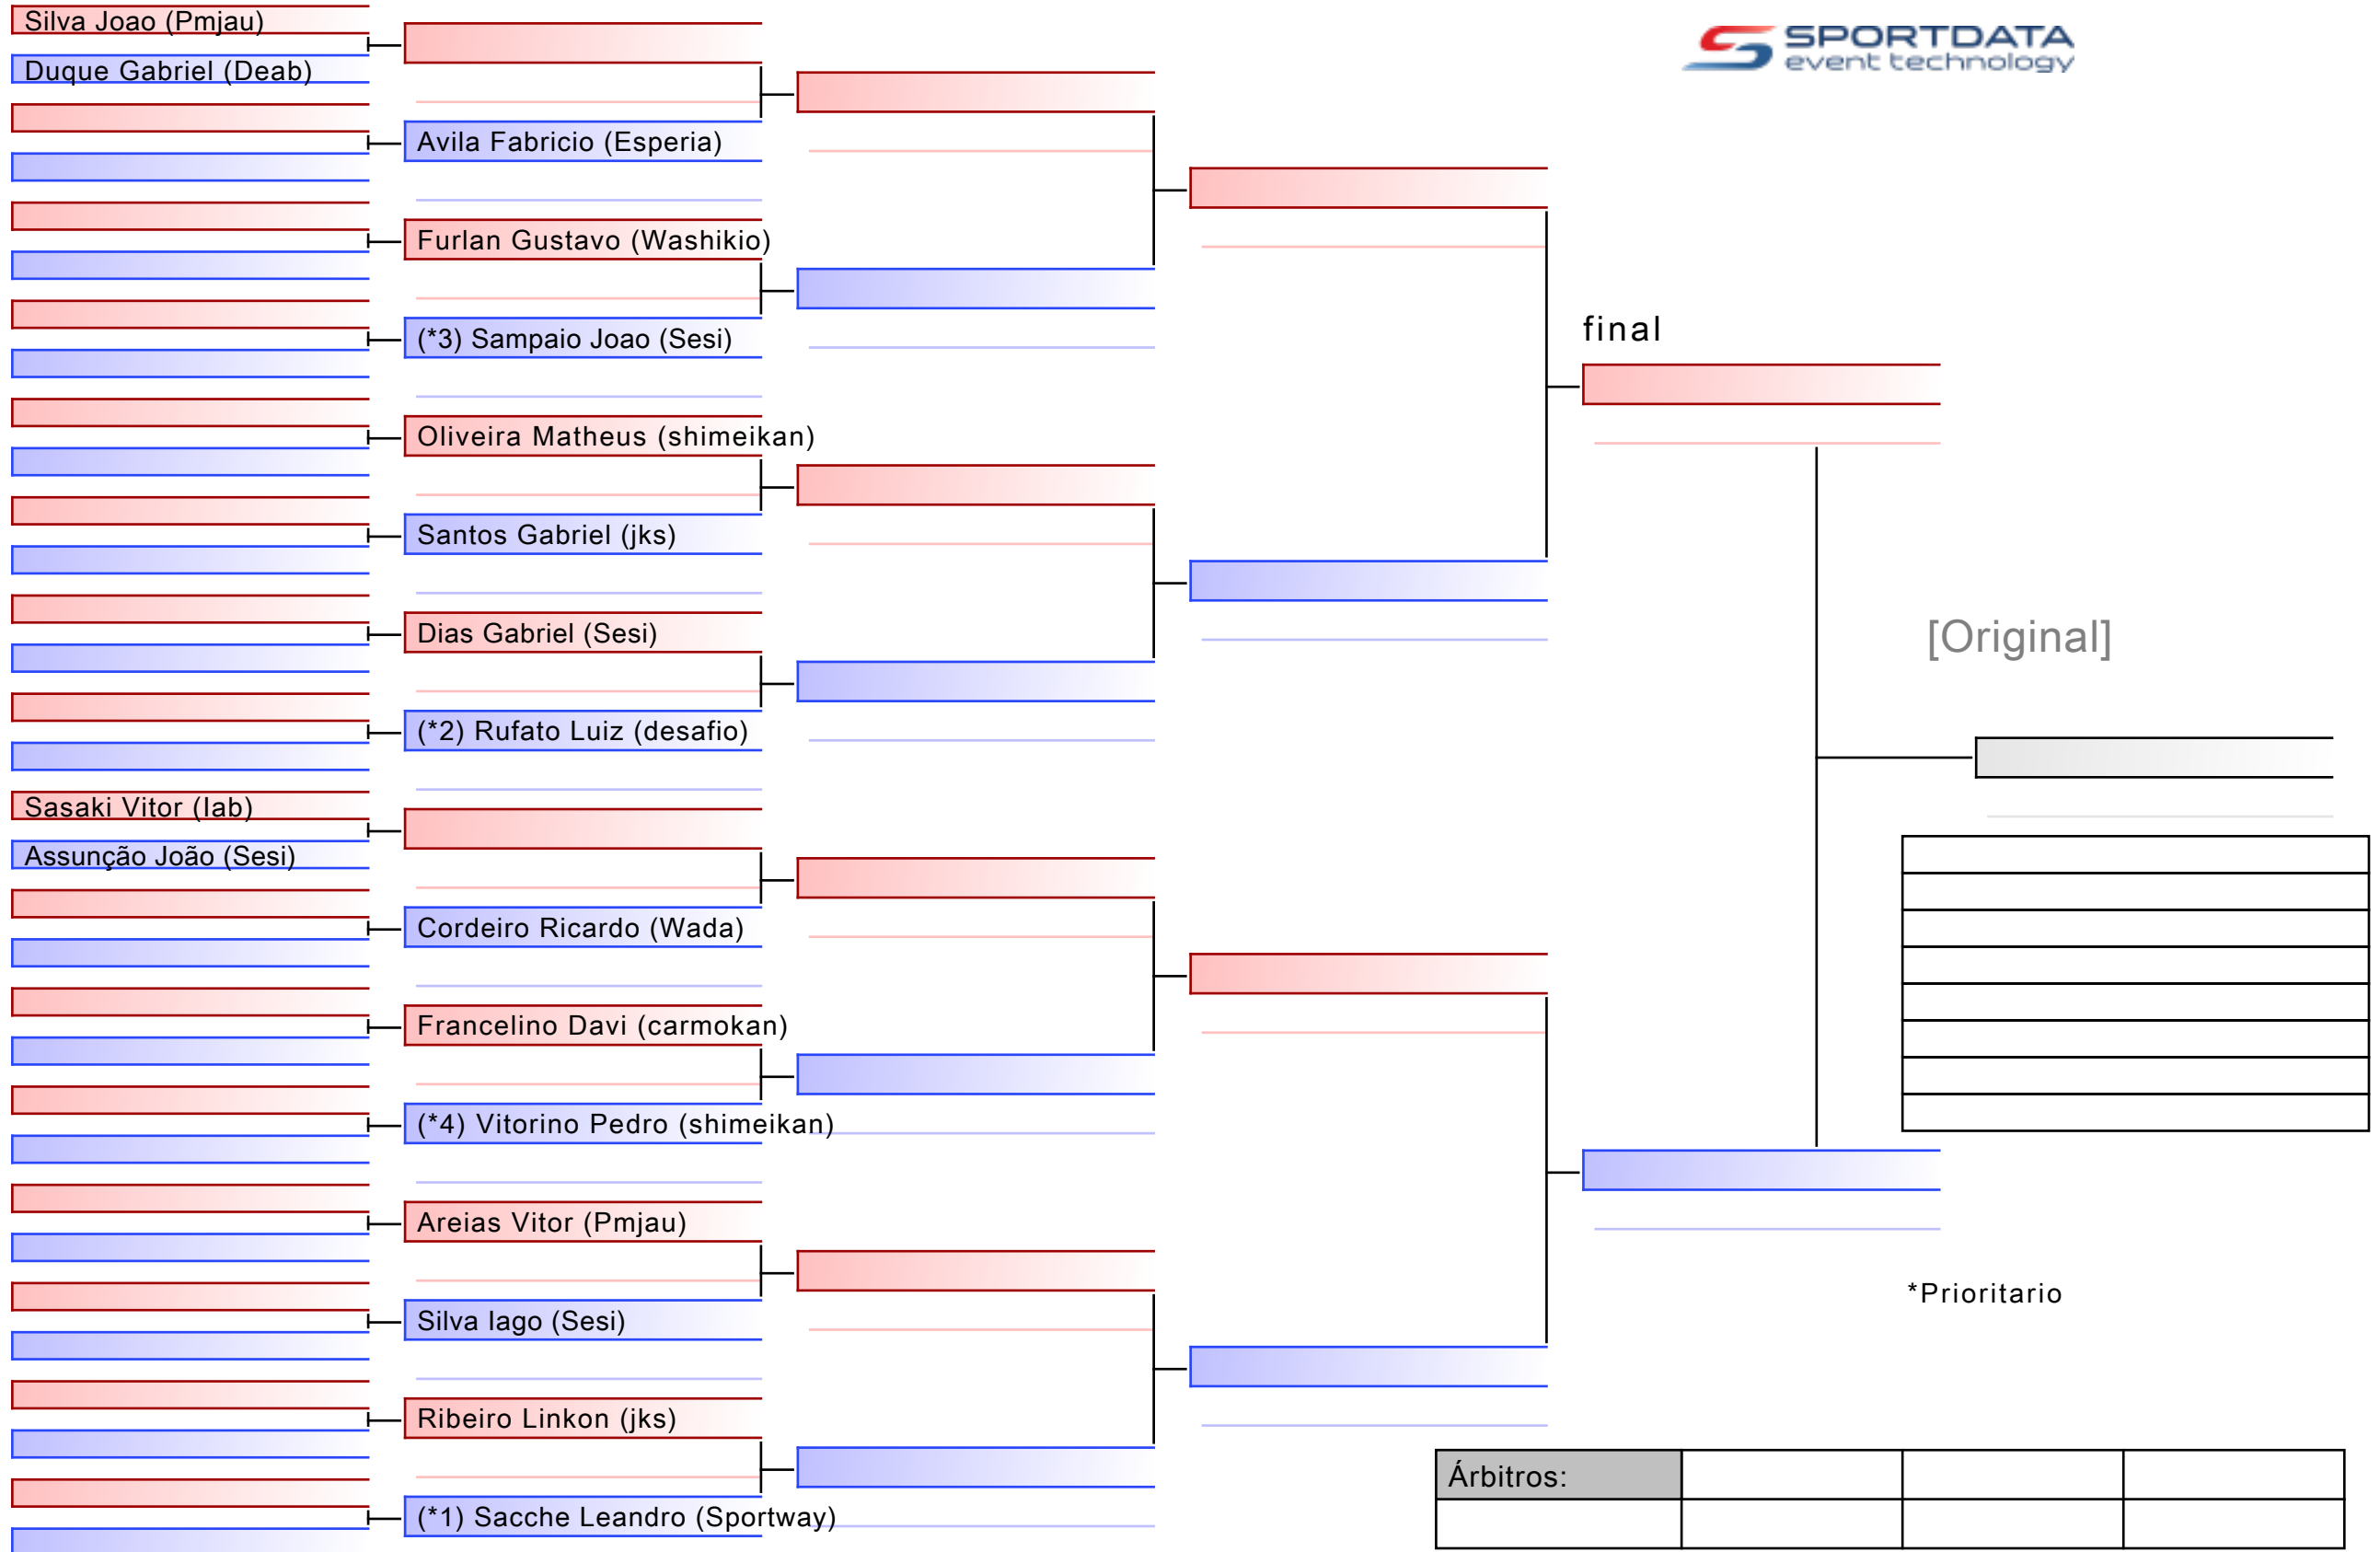 Silva Joao (Pmjau)
Duque Gabriel (Deab)
Avila Fabricio (Esperia)
Furlan Gustavo (Washikio)
(*3) Sampaio Joao (Sesi)
Oliveira Matheus (shimeikan)
Santos Gabriel (jks)
Dias Gabriel (Sesi)
(*2) Rufato Luiz (desafio)
Sasaki Vitor (Iab)
Assunção João (Sesi)
Cordeiro Ricardo (Wada)
Francelino Davi (carmokan)
(*4) Vitorino Pedro (shimeikan)
Areias Vitor (Pmjau)
Silva Iago (Sesi)
Ribeiro Linkon (jks)
(*1) Sacche Leandro (Sportway)
SPORTDATA
event technology
final
[Original]
*Prioritario
Árbitros: